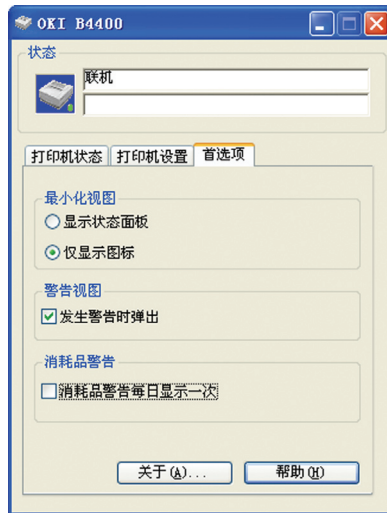 OKI B4400
状态
联机
打印机状态 打印机设置 首选项
最小化视图
显示状态面板
仅显示图标
警告视图
发生警告时弹出
消耗品警告
消耗品警告每日显示一次
关于(A)... 帮助(H)